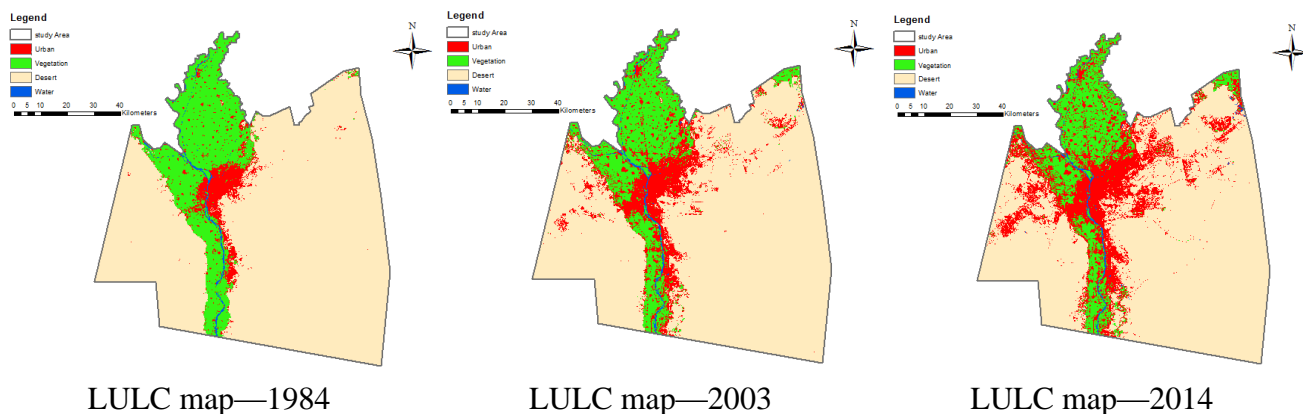 Legend
study Area
Urban
Vegetation
Desert
Water
0 5 10 20 30 40
Kilometers
N
LULC map—1984
Legend
study Area
Urban
Vegetation
Desert
Water
0 5 10 20 30 40
Kilometers
N
LULC map—2003
Legend
study Area
Urban
Vegetation
Desert
Water
0 5 10 20 30 40
Kilometers
N
LULC map—2014